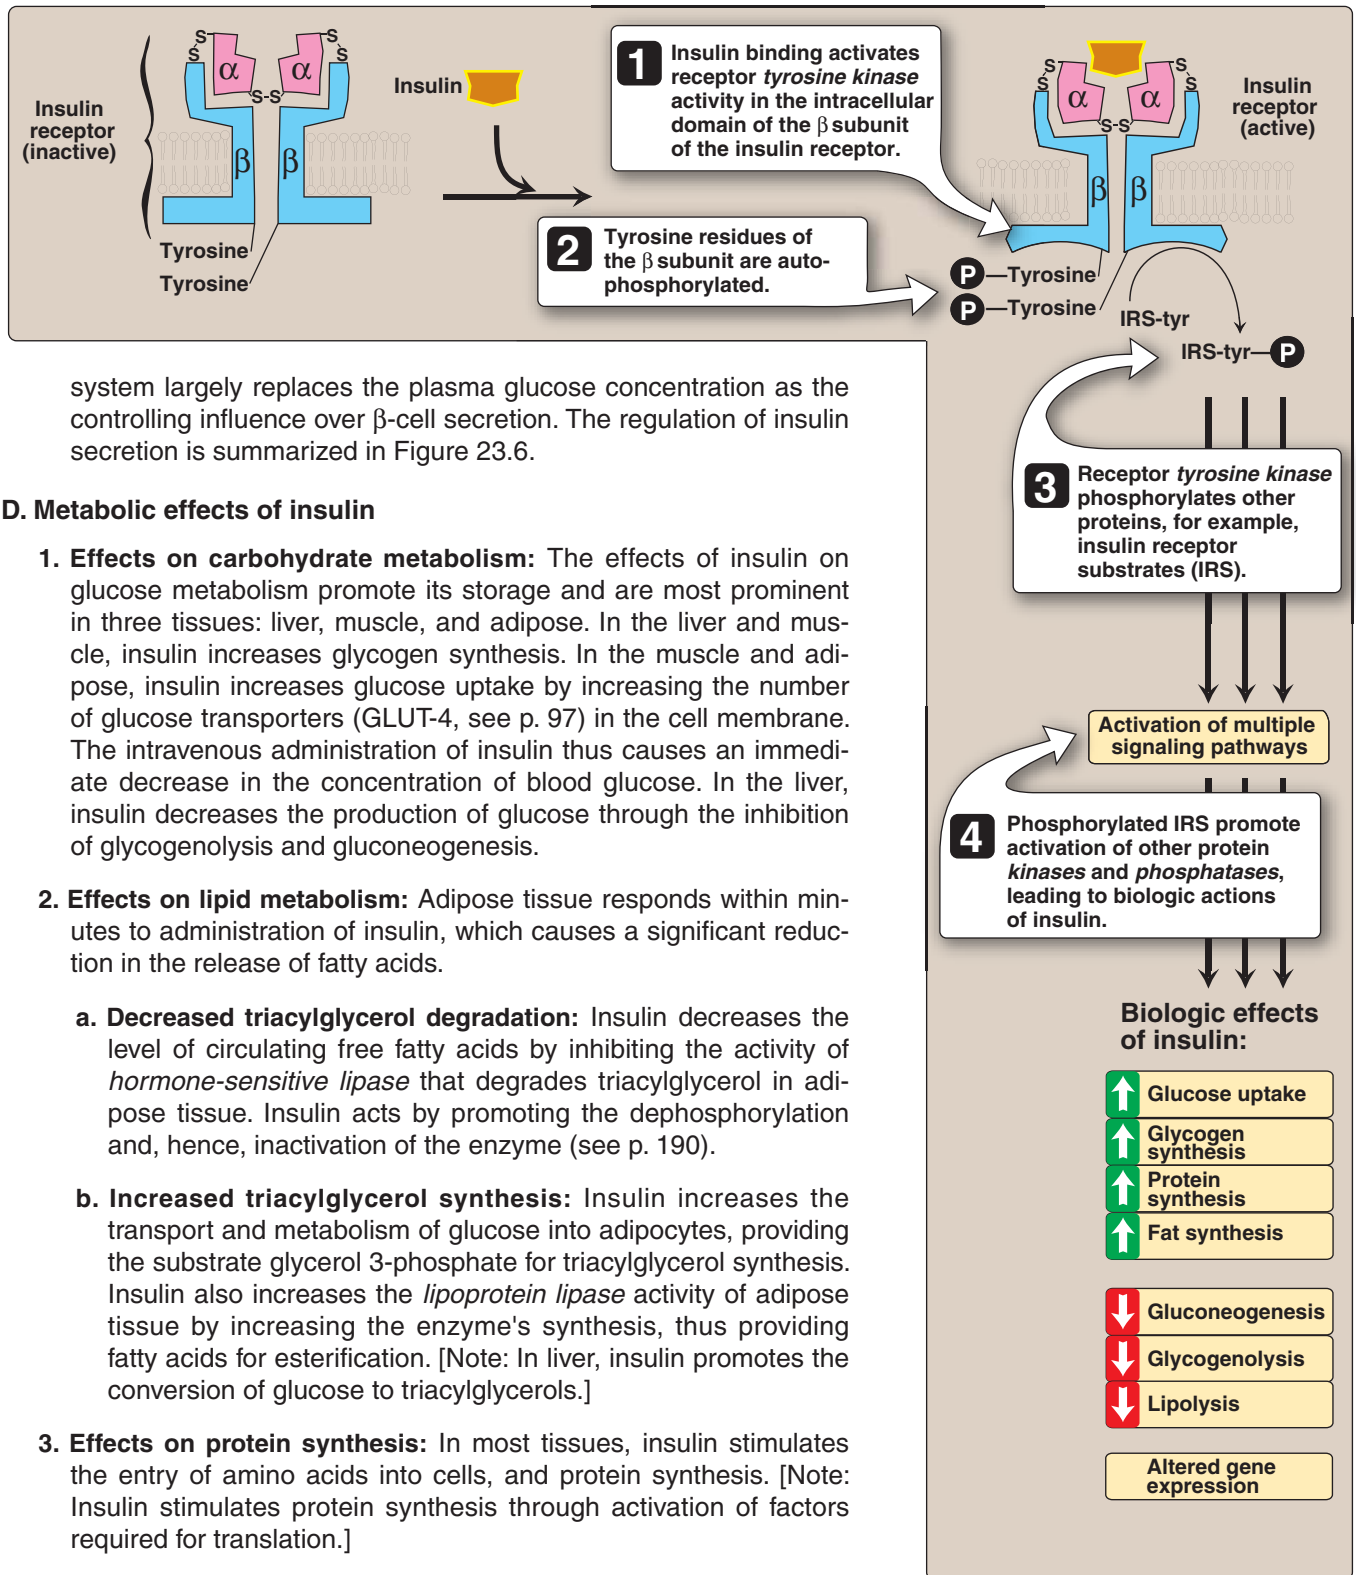 S
S
α
α
S
S
S-S
β
β
Insulin
receptor
(inactive)
Tyrosine
Tyrosine
Insulin
1 Insulin binding activates
receptor tyrosine kinase
activity in the intracellular
domain of the β subunit
of the insulin receptor.
2 Tyrosine residues of
the β subunit are auto-
phosphorylated.
S
S
α
α
S
S
S-S
β
β
Insulin
receptor
(active)
P—Tyrosine
P—Tyrosine
IRS-tyr
IRS-tyr—P
3 Receptor tyrosine kinase
phosphorylates other
proteins, for example,
insulin receptor
substrates (IRS).
Activation of multiple
signaling pathways
4 Phosphorylated IRS promote
activation of other protein
kinases and phosphatases,
leading to biologic actions
of insulin.
Biologic effects
of insulin:
Glucose uptake
Glycogen
synthesis
Protein
synthesis
Fat synthesis
Gluconeogenesis
Glycogenolysis
Lipolysis
Altered gene
expression
system largely replaces the plasma glucose concentration as the
controlling influence over β-cell secretion. The regulation of insulin
secretion is summarized in Figure 23.6.
D. Metabolic effects of insulin
1. Effects on carbohydrate metabolism: The effects of insulin on
glucose metabolism promote its storage and are most prominent
in three tissues: liver, muscle, and adipose. In the liver and mus-
cle, insulin increases glycogen synthesis. In the muscle and adi-
pose, insulin increases glucose uptake by increasing the number
of glucose transporters (GLUT-4, see p. 97) in the cell membrane.
The intravenous administration of insulin thus causes an immedi-
ate decrease in the concentration of blood glucose. In the liver,
insulin decreases the production of glucose through the inhibition
of glycogenolysis and gluconeogenesis.
2. Effects on lipid metabolism: Adipose tissue responds within min-
utes to administration of insulin, which causes a significant reduc-
tion in the release of fatty acids.
a. Decreased triacylglycerol degradation: Insulin decreases the
level of circulating free fatty acids by inhibiting the activity of
hormone-sensitive lipase that degrades triacylglycerol in adi-
pose tissue. Insulin acts by promoting the dephosphorylation
and, hence, inactivation of the enzyme (see p. 190).
b. Increased triacylglycerol synthesis: Insulin increases the
transport and metabolism of glucose into adipocytes, providing
the substrate glycerol 3-phosphate for triacylglycerol synthesis.
Insulin also increases the lipoprotein lipase activity of adipose
tissue by increasing the enzyme's synthesis, thus providing
fatty acids for esterification. [Note: In liver, insulin promotes the
conversion of glucose to triacylglycerols.]
3. Effects on protein synthesis: In most tissues, insulin stimulates
the entry of amino acids into cells, and protein synthesis. [Note:
Insulin stimulates protein synthesis through activation of factors
required for translation.]